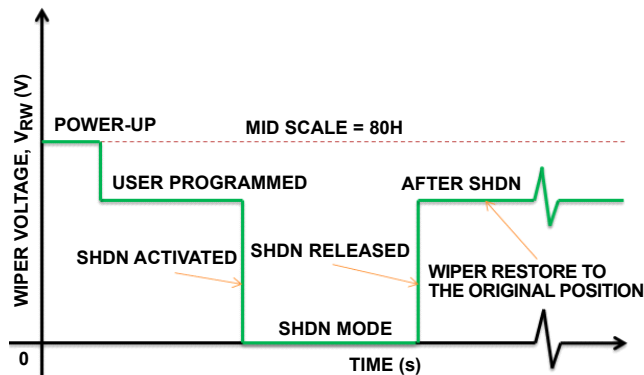 WIPER VOLTAGE, VRW (V)
POWER-UP
MID SCALE = 80H
USER PROGRAMMED
AFTER SHDN
SHDN ACTIVATED
SHDN RELEASED
WIPER RESTORE TO
THE ORIGINAL POSITION
SHDN MODE
0
TIME (s)